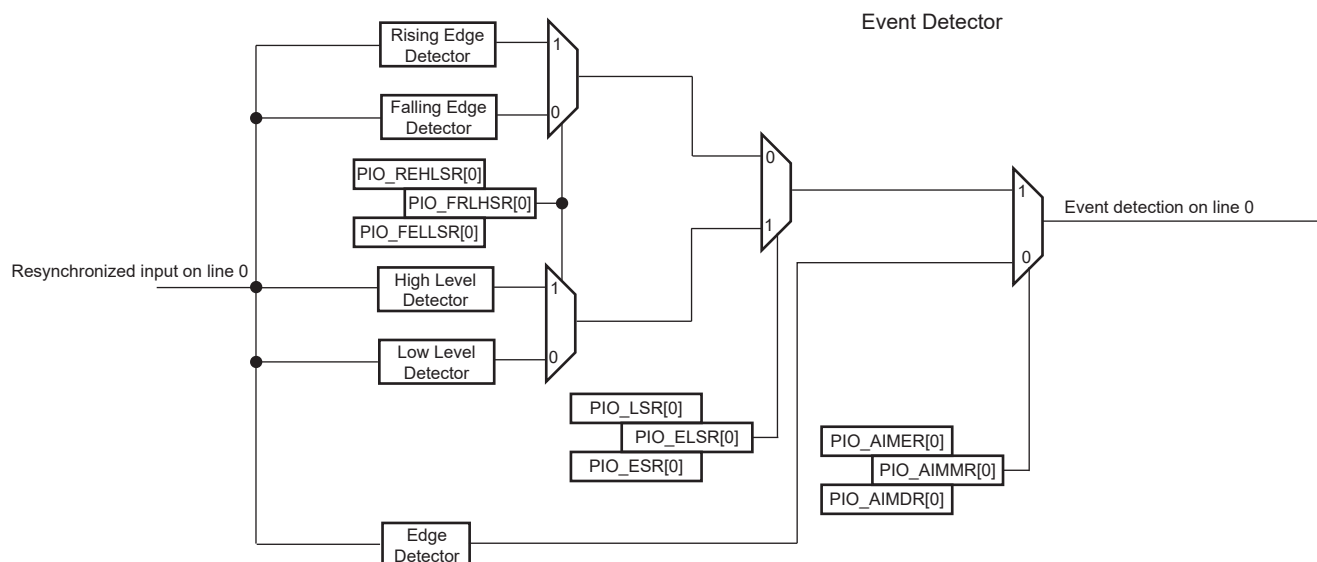 Event Detector
Rising Edge
Detector
1
Falling Edge
Detector
0
0
PIO_REHLSR[0]
PIO_FRLHSR[0]
PIO_FELLSR[0]
1
1
Event detection on line 0
Resynchronized input on line 0
High Level
Detector
1
0
Low Level
Detector
0
PIO_LSR[0]
PIO_ELSR[0]
PIO_ESR[0]
PIO_AIMER[0]
PIO_AIMMR[0]
PIO_AIMDR[0]
Edge
Detector